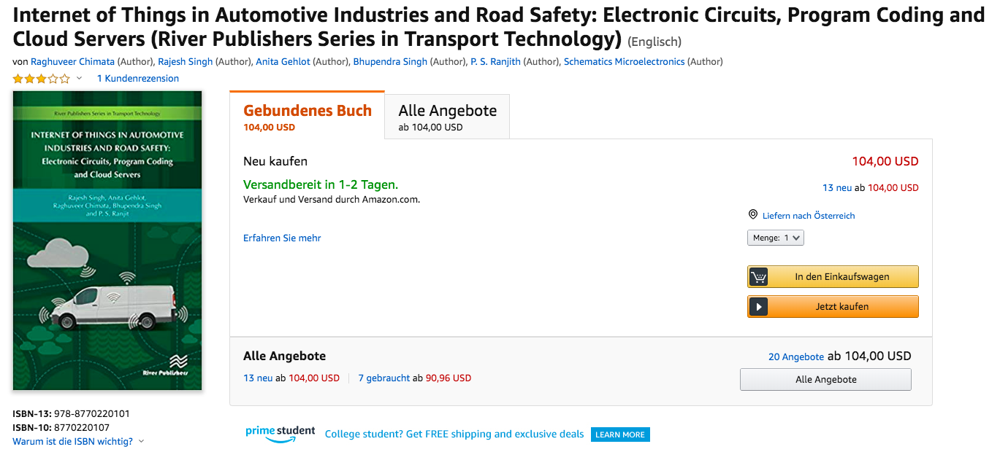 Internet of Things in Automotive Industries and Road Safety: Electronic Circuits, Program Coding and
Cloud Servers (River Publishers Series in Transport Technology) (Englisch)
von Raghuveer Chimata (Author), Rajesh Singh (Author), Anita Gehlot (Author), Bhupendra Singh (Author), P. S. Ranjith (Author), Schematics Microelectronics (Author)
1 Kundenrezension
River Publishers Series in Transport Technology
INTERNET OF THINGS IN AUTOMOTIVE
INDUSTRIES AND ROAD SAFETY:
Electronic Circuits, Program Coding
and Cloud Servers
Rajesh Singh, Anita Gehlot,
Raghuveer Chimata, Bhupendra Singh
and P. S. Ranjit
River Publishers
ISBN-13: 978-8770220101
ISBN-10: 8770220107
Warum ist die ISBN wichtig?
Gebundenes Buch
104,00 USD
Alle Angebote
ab 104,00 USD
Neu kaufen
104,00 USD
Versandbereit in 1-2 Tagen.
Verkauf und Versand durch Amazon.com.
13 neu ab 104,00 USD
Liefern nach Österreich
Erfahren Sie mehr
Menge: 1
In den Einkaufswagen
Jetzt kaufen
Alle Angebote
20 Angebote ab 104,00 USD
13 neu ab 104,00 USD
7 gebraucht ab 90,96 USD
Alle Angebote
prime student
College student? Get FREE shipping and exclusive deals
LEARN MORE